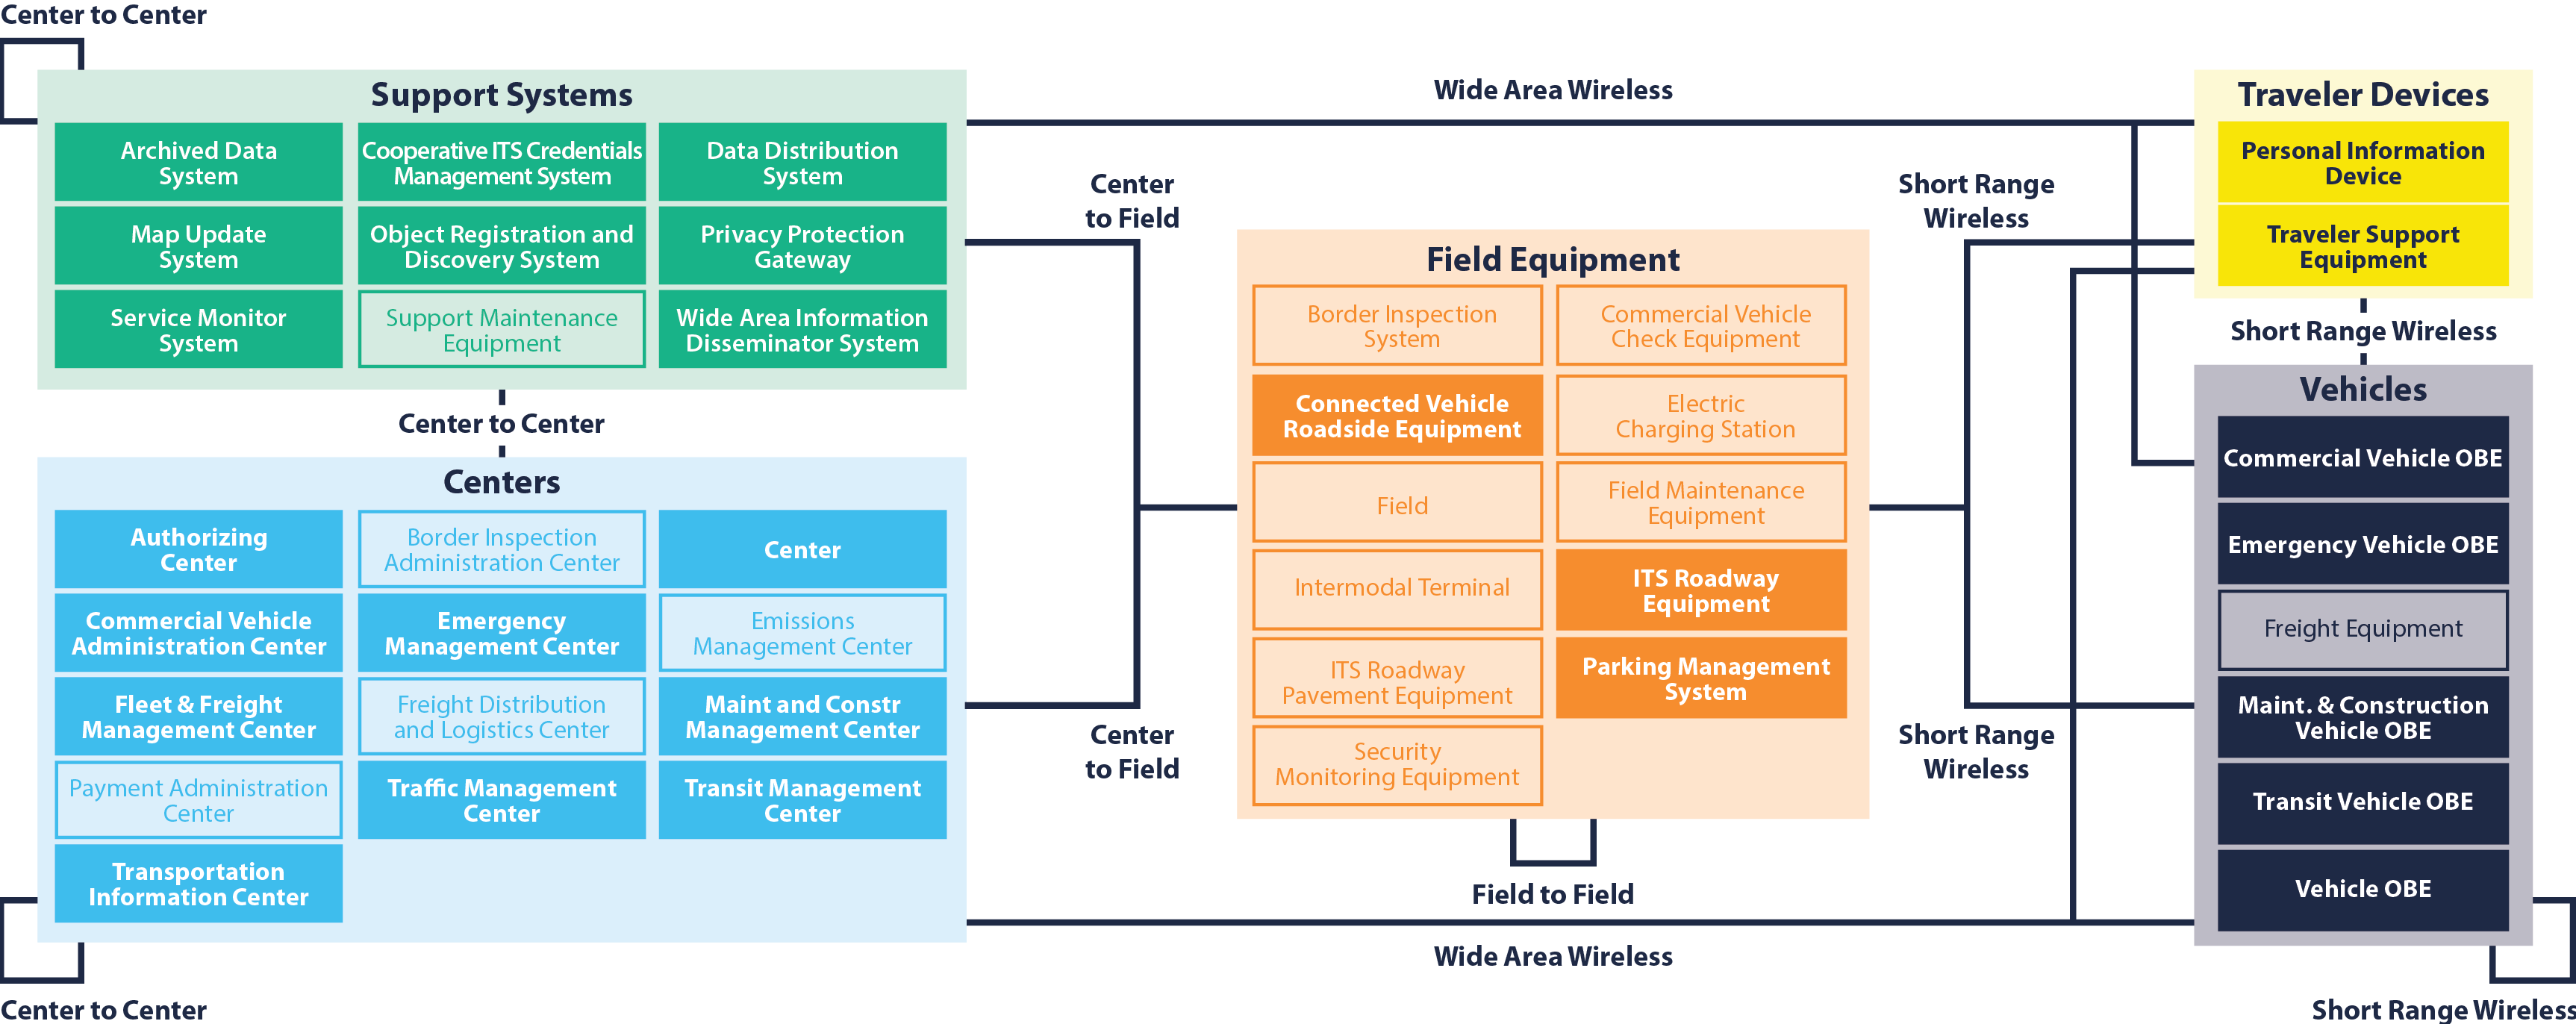 Center to Center
Support Systems
Archived Data
System
Cooperative ITS Credentials
Management System
Data Distribution
System
Map Update
System
Object Registration and
Discovery System
Privacy Protection
Gateway
Service Monitor
System
Support Maintenance
Equipment
Wide Area Information
Disseminator System
Center to Center
Centers
Authorizing
Center
Border Inspection
Administration Center
Center
Commercial Vehicle
Administration Center
Emergency
Management Center
Emissions
Management Center
Fleet & Freight
Management Center
Freight Distribution
and Logistics Center
Maint and Constr
Management Center
Payment Administration
Center
Traffic Management
Center
Transit Management
Center
Transportation
Information Center
Center to Center
Wide Area Wireless
Center
to Field
Center
to Field
Field Equipment
Border Inspection
System
Commercial Vehicle
Check Equipment
Connected Vehicle
Roadside Equipment
Electric
Charging Station
Field
Field Maintenance
Equipment
Intermodal Terminal
ITS Roadway
Equipment
ITS Roadway
Pavement Equipment
Parking Management
System
Security
Monitoring Equipment
Field to Field
Wide Area Wireless
Short Range
Wireless
Short Range
Wireless
Traveler Devices
Personal Information
Device
Traveler Support
Equipment
Short Range Wireless
Vehicles
Commercial Vehicle OBE
Emergency Vehicle OBE
Freight Equipment
Maint. & Construction
Vehicle OBE
Transit Vehicle OBE
Vehicle OBE
Short Range Wireless